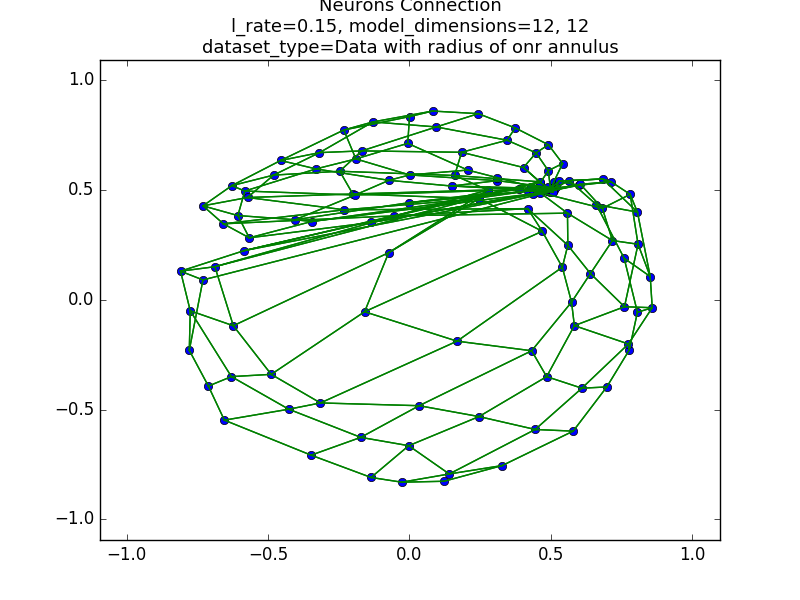 Neurons Connection
l_rate=0.15, model_dimensions=12, 12
dataset_type=Data with radius of onr annulus
1.0
0.5
0.0
−0.5
−1.0
−1.0 −0.5 0.0 0.5 1.0